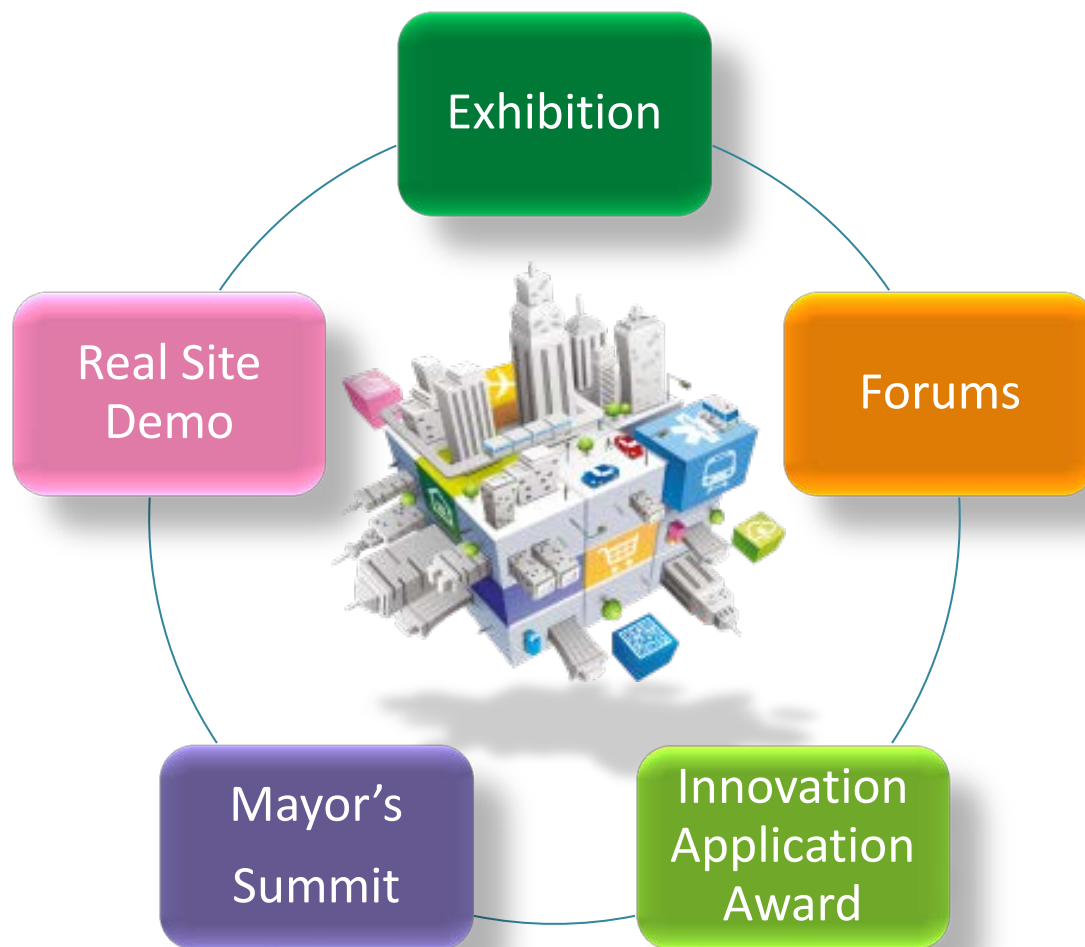 Exhibition
Real Site
Demo
Forums
Mayor’s
Summit
Innovation
Application
Award